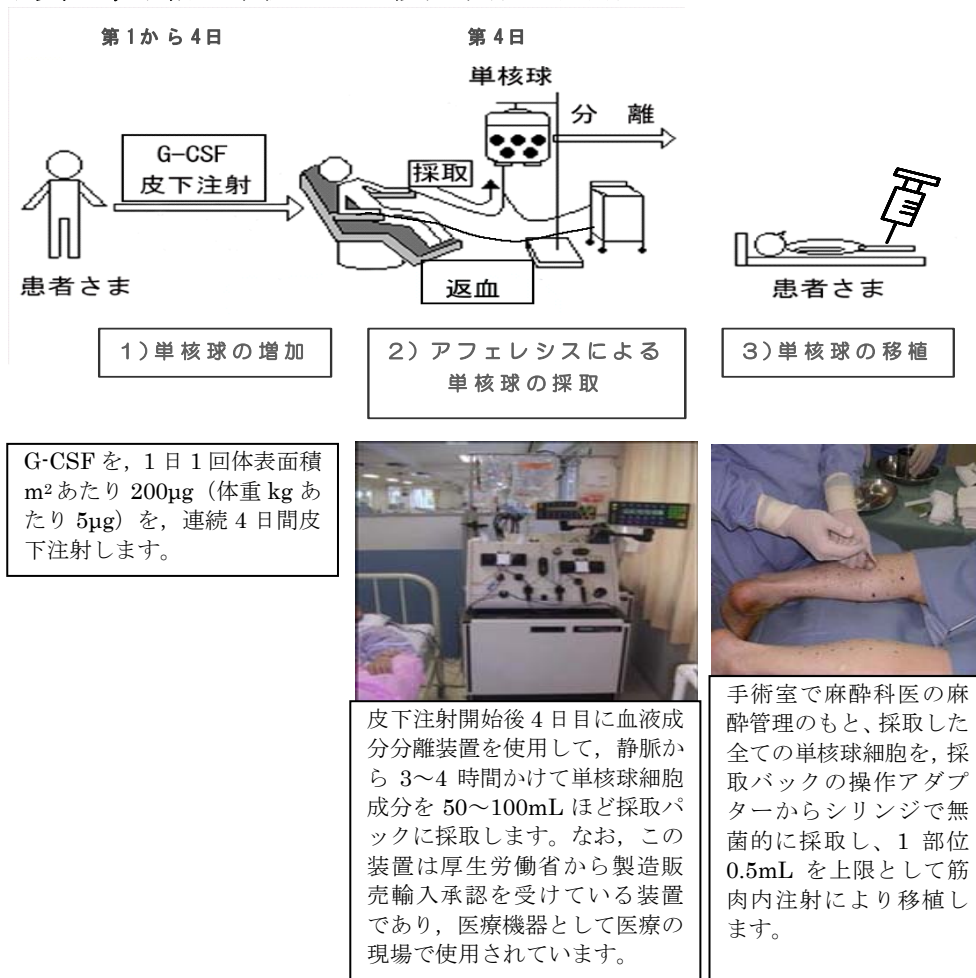 第1から4日
第4日
単核球
分 離
G-CSF
皮下注射
採取
返血
患者さま
患者さま
1)単核球の増加
2) アフェレシスによる
単核球の採取
3)単核球の移植
G-CSF を，1 日 1 回体表面積
m²あたり 200μg（体重 kg あ
たり 5μg）を，連続 4 日間皮
下注射します。
皮下注射開始後 4 日目に血液成
分分離装置を使用して，静脈か
ら 3～4 時間かけて単核球細胞
成分を 50～100mL ほど採取パ
ックに採取します。なお，この
装置は厚生労働省から製造販
売輸入承認を受けている装置
であり，医療機器として医療の
現場で使用されています。
手術室で麻酔科医の麻
酔管理のもと、採取した
全ての単核球細胞を，採
取バックの操作アダプ
ターからシリンジで無
菌的に採取し、1 部位
0.5mL を上限として筋
肉内注射により移植し
ます。